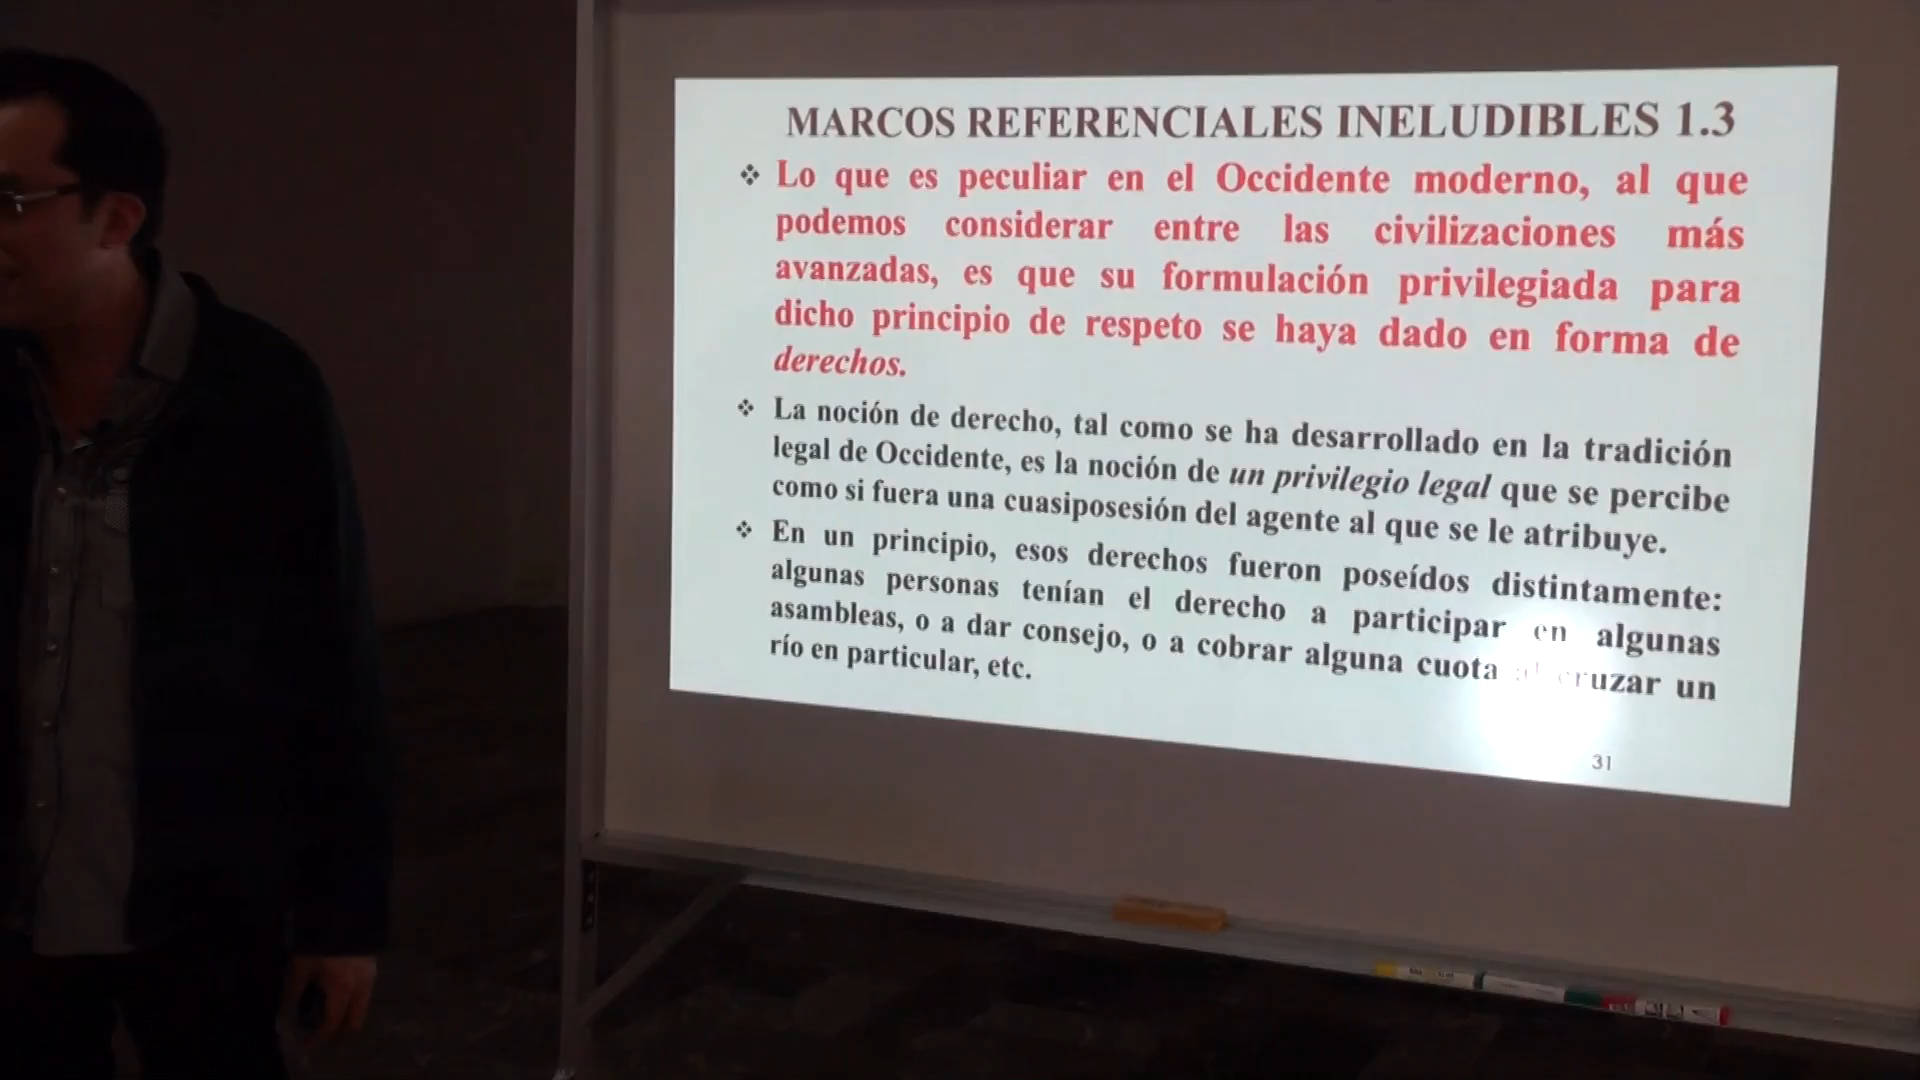 MARCOS REFERENCIALES INELUDIBLES 1.3
❖ Lo que es peculiar en el Occidente moderno, al que
podemos considerar entre las civilizaciones más
avanzadas, es que su formulación privilegiada para
dicho principio de respeto se haya dado en forma de
derechos.
❖ La noción de derecho, tal como se ha desarrollado en la tradición
legal de Occidente, es la noción de un privilegio legal que se percibe
como si fuera una cuasiposesión del agente al que se le atribuye.
❖ En un principio, esos derechos fueron poseídos distintamente:
algunas personas tenían el derecho a participar en algunas
asambleas, o a dar consejo, o a cobrar alguna cuota al cruzar un
río en particular, etc.
31